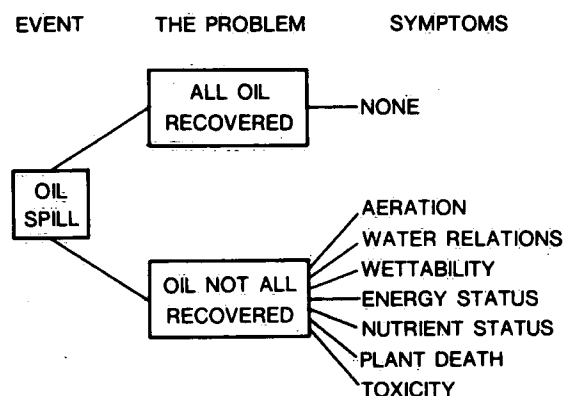 EVENT THE PROBLEM SYMPTOMS
ALL OIL
RECOVERED
NONE
OIL
SPILL
OIL NOT ALL
RECOVERED
AERATION
WATER RELATIONS
WETTABILITY
ENERGY STATUS
NUTRIENT STATUS
PLANT DEATH
TOXICITY